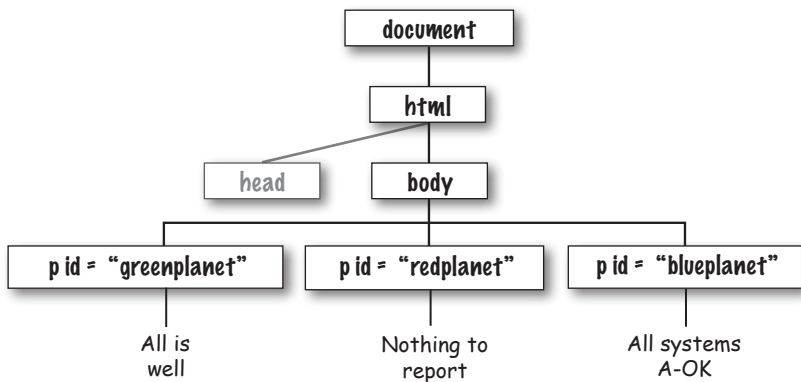 document
html
head
body
p id = “greenplanet”
p id = “redplanet”
p id = “blueplanet”
All is
well
Nothing to
report
All systems
A-OK